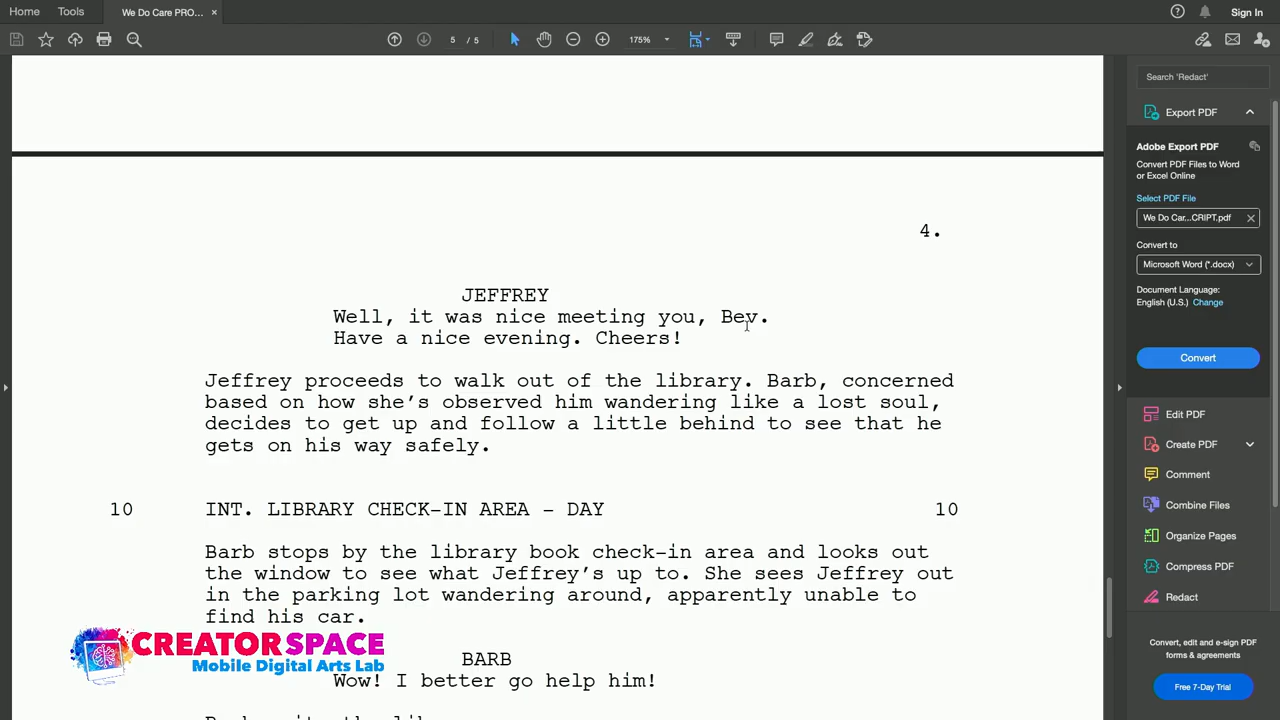 Home Tools We Do Care PRO... ×
Sign In
5 / 5 175%
4.
JEFFREY
Well, it was nice meeting you, Bev.
Have a nice evening. Cheers!
Jeffrey proceeds to walk out of the library. Barb, concerned
based on how she's observed him wandering like a lost soul,
decides to get up and follow a little behind to see that he
gets on his way safely.
10 INT. LIBRARY CHECK-IN AREA - DAY 10
Barb stops by the library book check-in area and looks out
the window to see what Jeffrey's up to. She sees Jeffrey out
in the parking lot wandering around, apparently unable to
find his car.
BARB
Wow! I better go help him!
CREATORSPACE
Mobile Digital Arts Lab
Search 'Redact'
Export PDF
Adobe Export PDF
Convert PDF Files to Word
or Excel Online
Select PDF File
We Do Car...CRIPT.pdf
Convert to
Microsoft Word (*.docx)
Document Language:
English (U.S.) Change
Convert
Edit PDF
Create PDF
Comment
Combine Files
Organize Pages
Compress PDF
Redact
Convert, edit and e-sign PDF
forms & agreements
Free 7-Day Trial